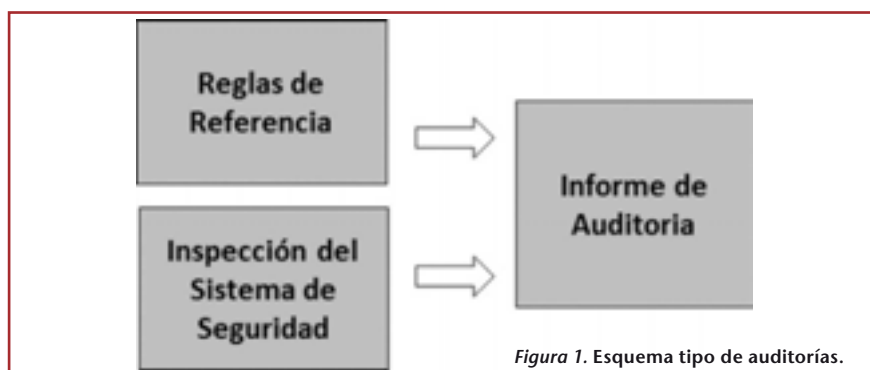 Reglas de
Referencia
Inspección del
Sistema de
Seguridad
Informe de
Auditoria
Figura 1. Esquema tipo de auditorías.